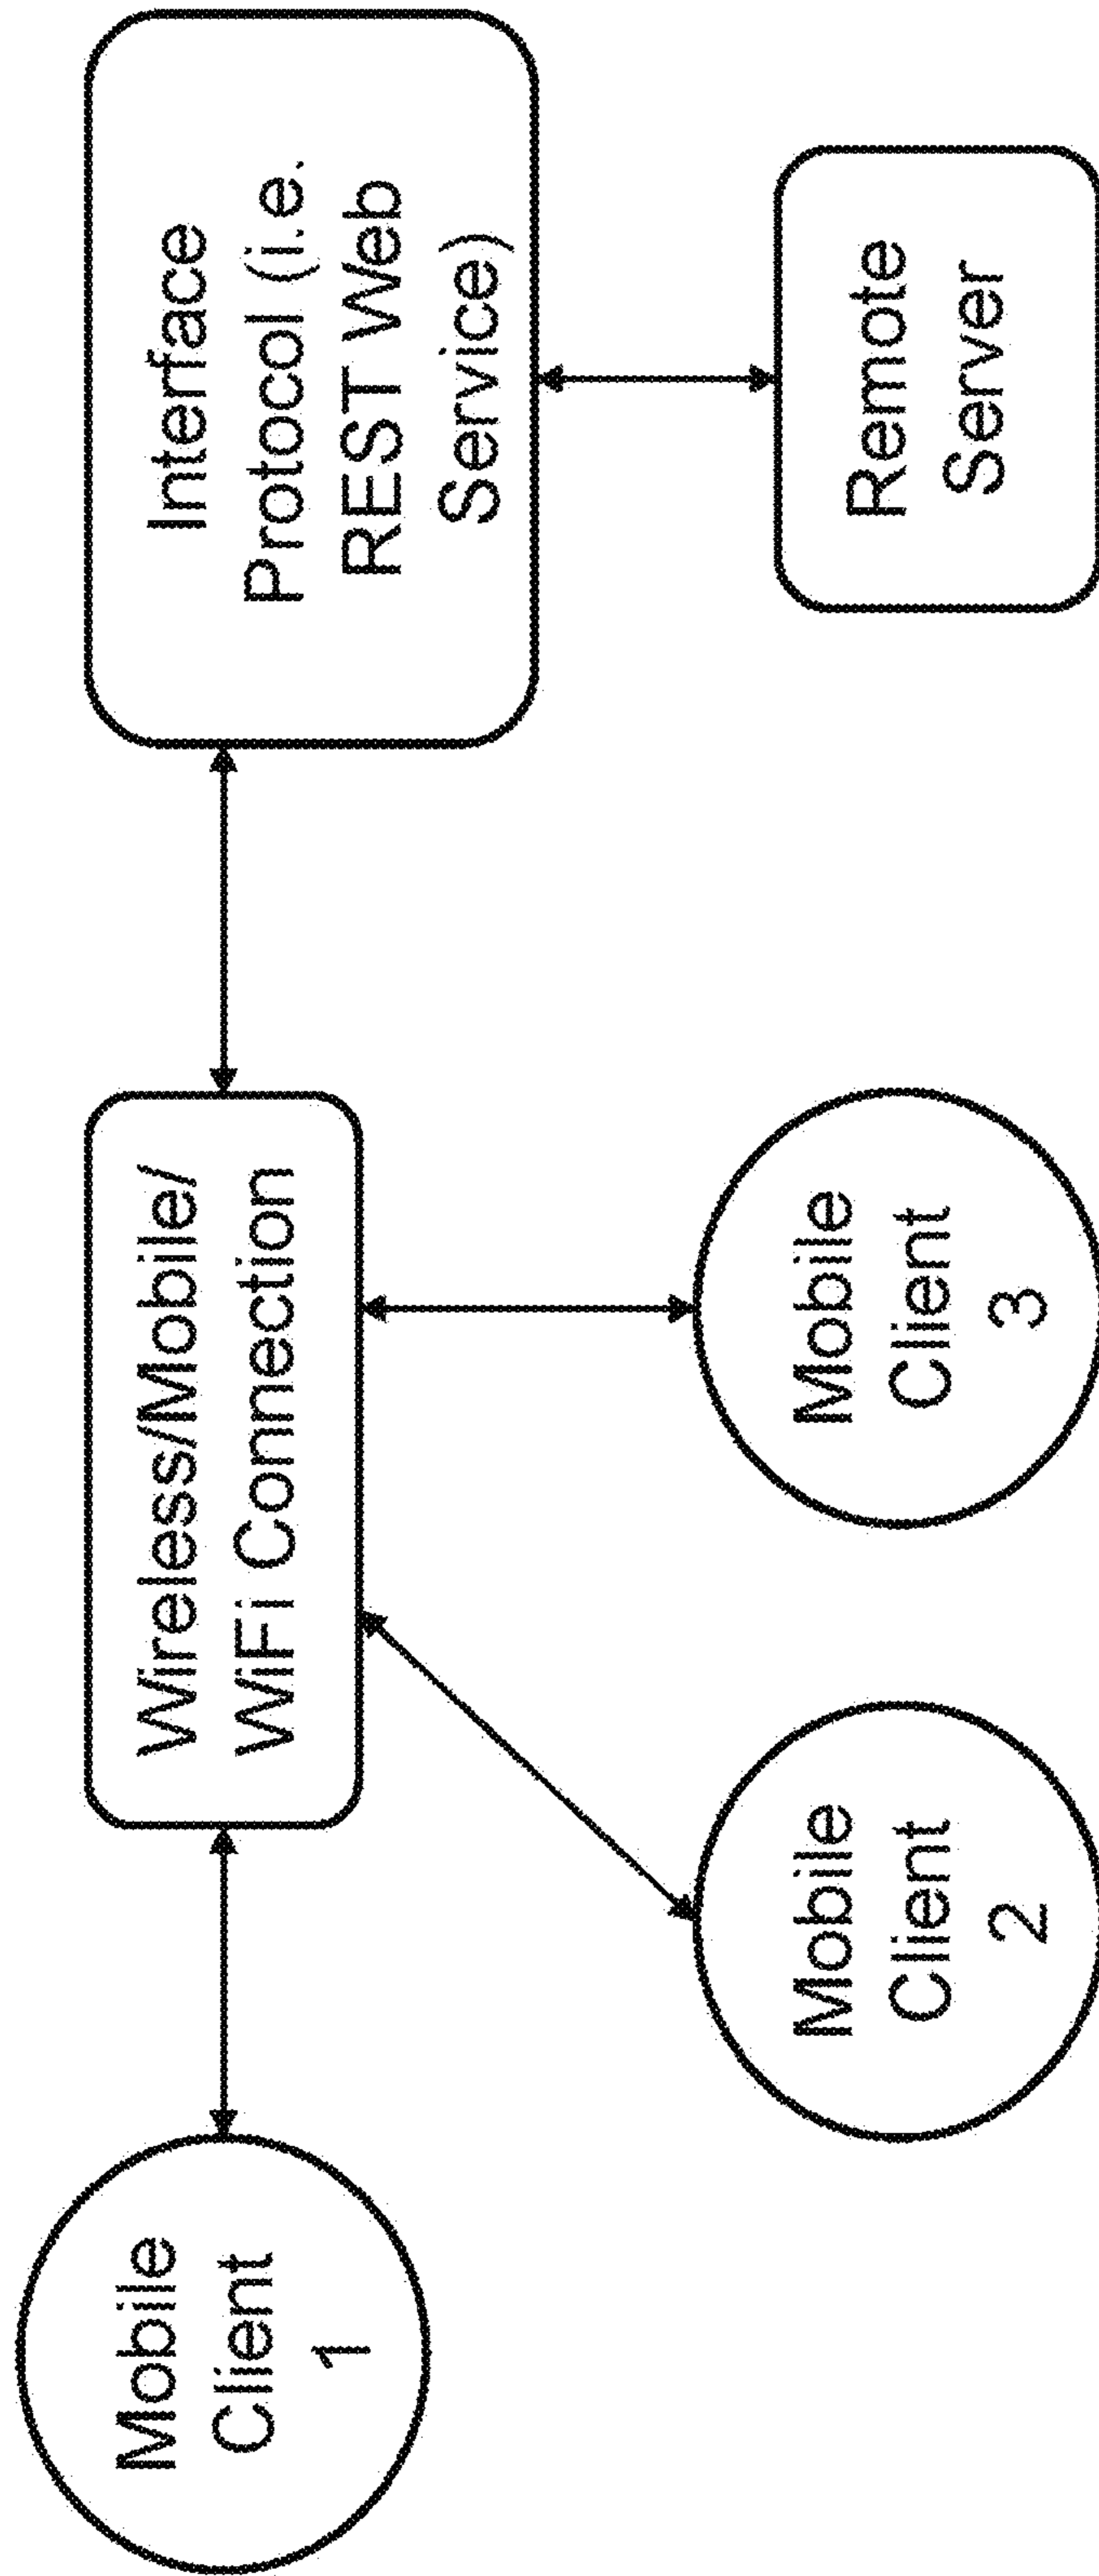 Mobile
Client
1
Wireless/Mobile/
WiFi Connection
Interface
Protocol (i.e.
REST Web
Service)
Mobile
Client
2
Mobile
Client
3
Remote
Server